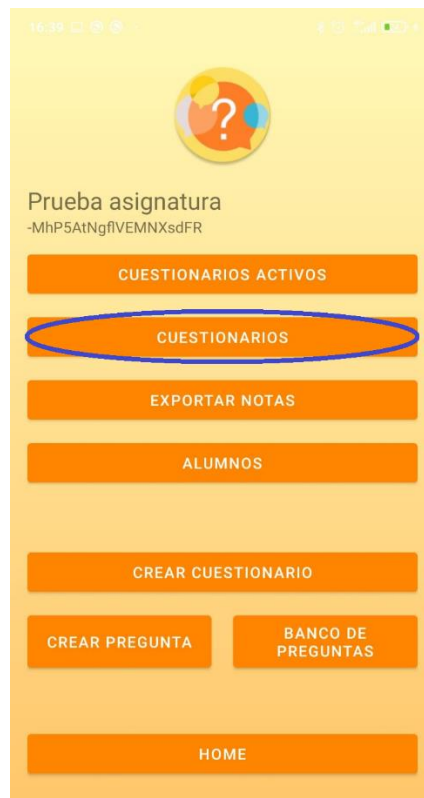 16:39
?
Prueba asignatura
-MhP5AtNgflVEMNXsdFR
CUESTIONARIOS ACTIVOS
CUESTIONARIOS
EXPORTAR NOTAS
ALUMNOS
CREAR CUESTIONARIO
CREAR PREGUNTA
BANCO DE
PREGUNTAS
HOME